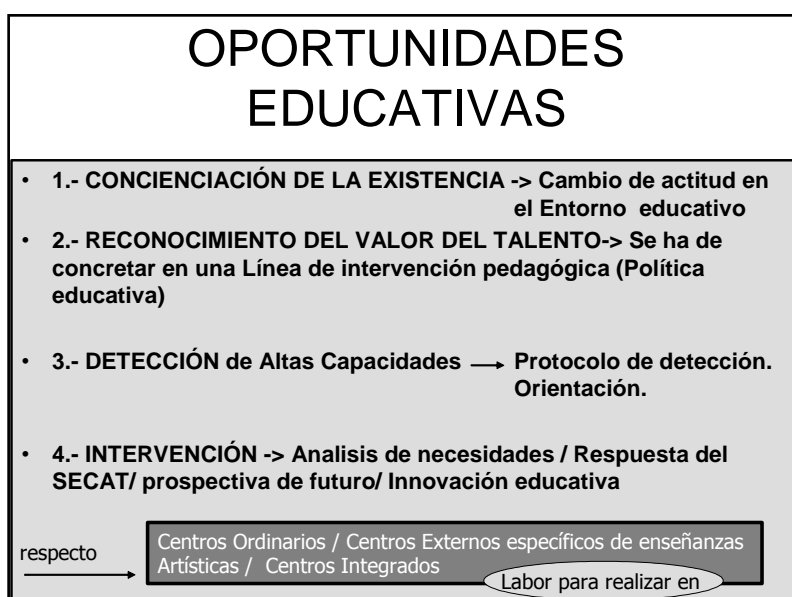 OPORTUNIDADES
EDUCATIVAS
• 1.- CONCIENCIACIÓN DE LA EXISTENCIA -> Cambio de actitud en
el Entorno educativo
• 2.- RECONOCIMIENTO DEL VALOR DEL TALENTO-> Se ha de
concretar en una Línea de intervención pedagógica (Política
educativa)
• 3.- DETECCIÓN de Altas Capacidades → Protocolo de detección.
Orientación.
• 4.- INTERVENCIÓN -> Analisis de necesidades / Respuesta del
SECAT/ prospectiva de futuro/ Innovación educativa
respecto
Centros Ordinarios / Centros Externos específicos de enseñanzas
Artísticas / Centros Integrados
Labor para realizar en